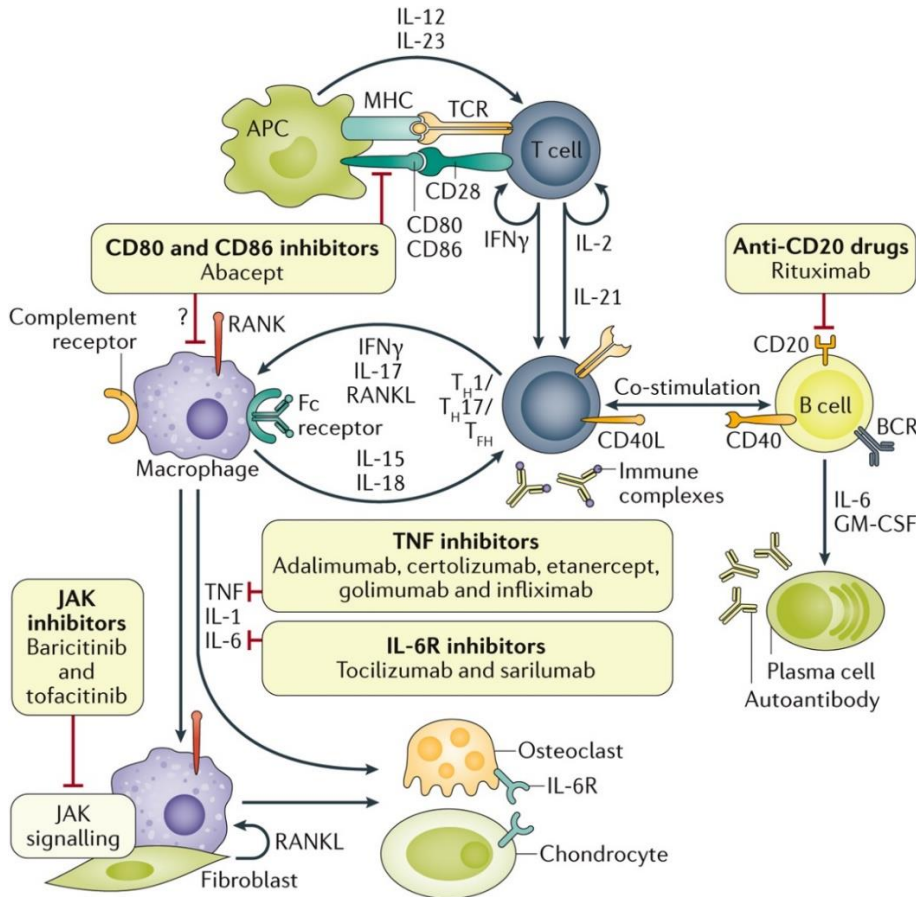 IL-12
IL-23
MHC
TCR
APC
T cell
CD28
CD80
CD86
IFNγ
IL-2
CD80 and CD86 inhibitors
Abacept
Anti-CD20 drugs
Rituximab
IL-21
?
Complement
receptor
RANK
CD20
IFNγ
IL-17
RANKL
TH1/
TH17/
TFH
Co-stimulation
B cell
Fc
receptor
CD40L
CD40
BCR
Macrophage
IL-15
IL-18
Immune
complexes
IL-6
GM-CSF
TNF inhibitors
Adalimumab, certolizumab, etanercept,
golimumab and infliximab
TNF
IL-1
IL-6
JAK
inhibitors
Baricitinib
and
tofacitinib
IL-6R inhibitors
Tocilizumab and sarilumab
Plasma cell
Autoantibody
Osteoclast
IL-6R
JAK
signalling
RANKL
Chondrocyte
Fibroblast